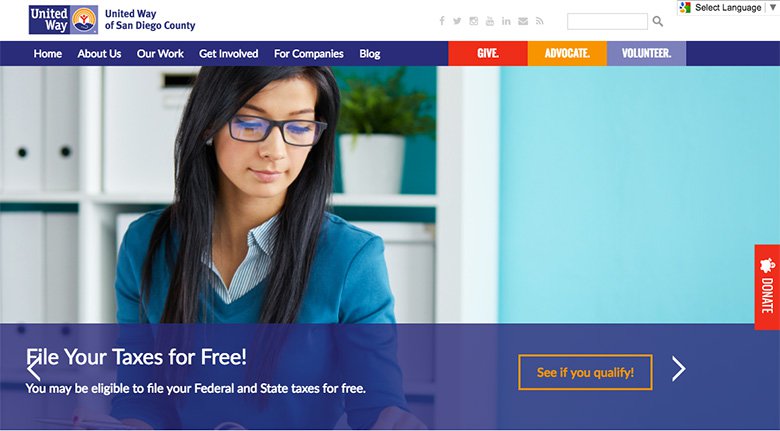 United
Way
United Way
of San Diego County
Select Language ▼
Home About Us Our Work Get Involved For Companies Blog GIVE. ADVOCATE. VOLUNTEER.
DONATE
File Your Taxes for Free!
You may be eligible to file your Federal and State taxes for free.
See if you qualify!